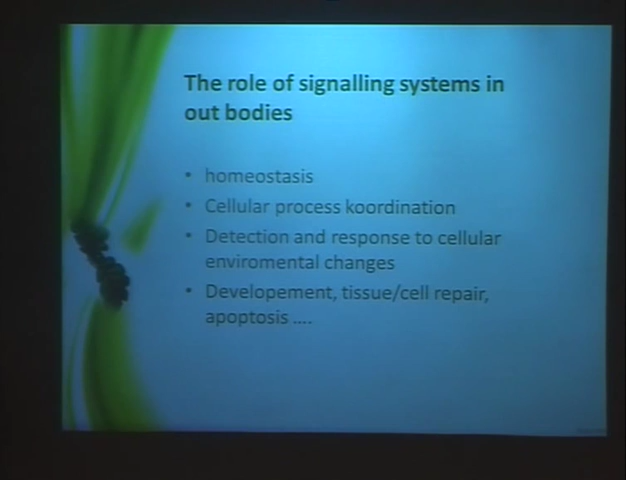 The role of signalling systems in
out bodies
• homeostasis
• Cellular process koordination
• Detection and response to cellular
enviromental changes
• Developement, tissue/cell repair,
apoptosis ....